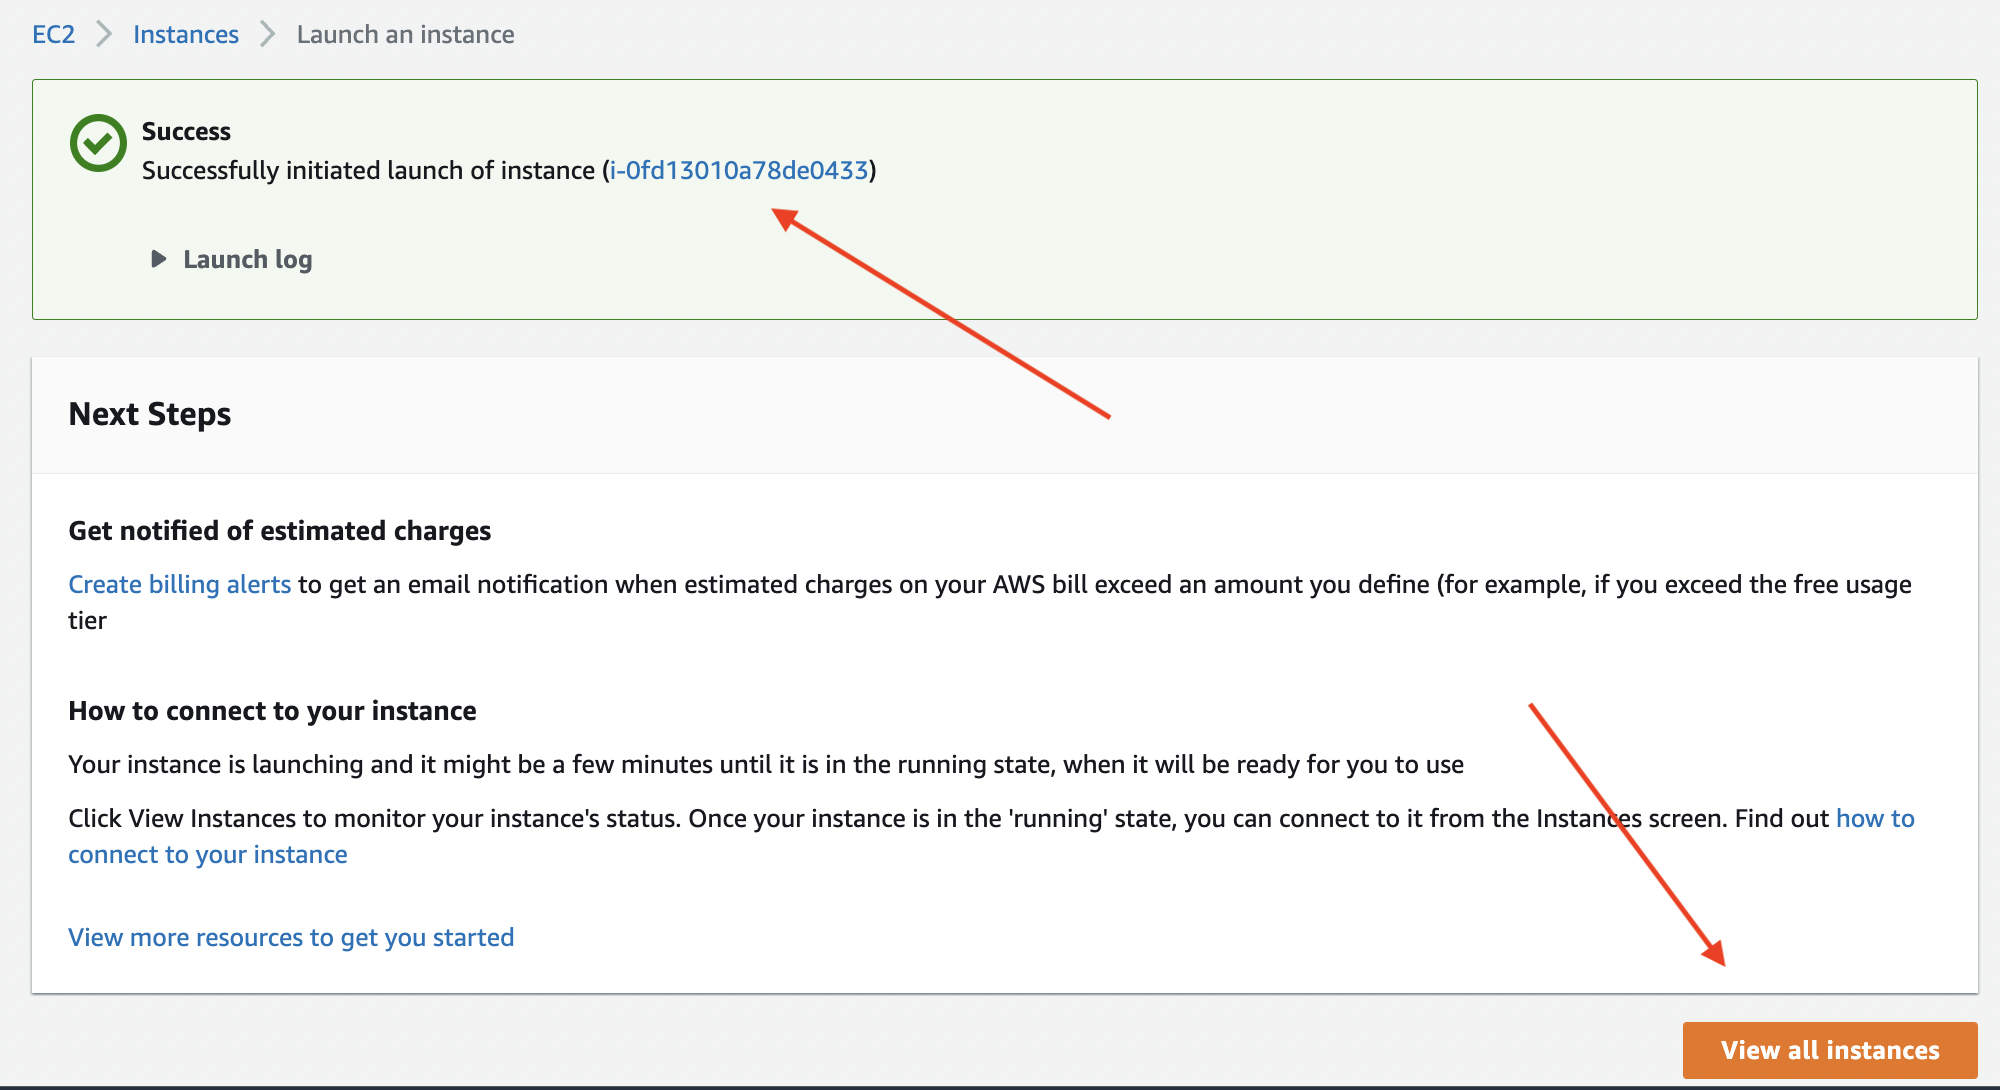 EC2 Instances Launch an instance
Success
Successfully initiated launch of instance (i-0fd13010a78de0433)
Launch log
Next Steps
Get notified of estimated charges
Create billing alerts to get an email notification when estimated charges on your AWS bill exceed an amount you define (for example, if you exceed the free usage
tier
How to connect to your instance
Your instance is launching and it might be a few minutes until it is in the running state, when it will be ready for you to use
Click View Instances to monitor your instance's status. Once your instance is in the 'running' state, you can connect to it from the Instances screen. Find out how to
connect to your instance
View more resources to get you started
View all instances